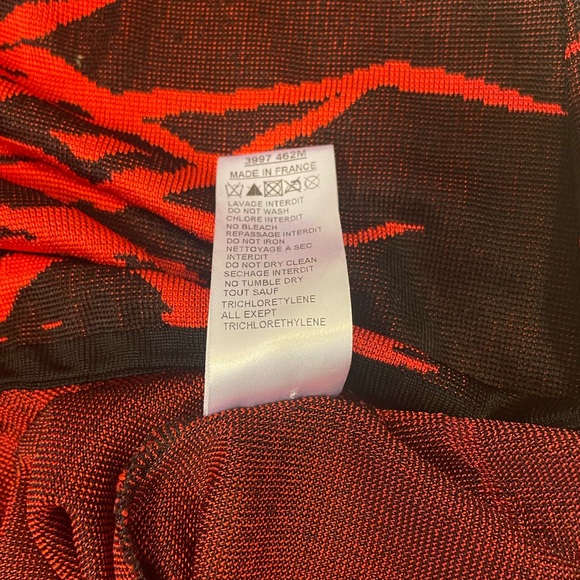 3997 462M
MADE IN FRANCE
LAVAGE INTERDIT
DO NOT WASH
CHLORE INTERDIT
NO BLEACH
REPASSAGE INTERDIT
DO NOT IRON
NETTOYAGE A SEC
INTERDIT
DO NOT DRY CLEAN
SECHAGE INTERDIT
NO TUMBLE DRY
TOUT SAUF
TRICHLORETYLENE
ALL EXEPT
TRICHLORETHYLENE